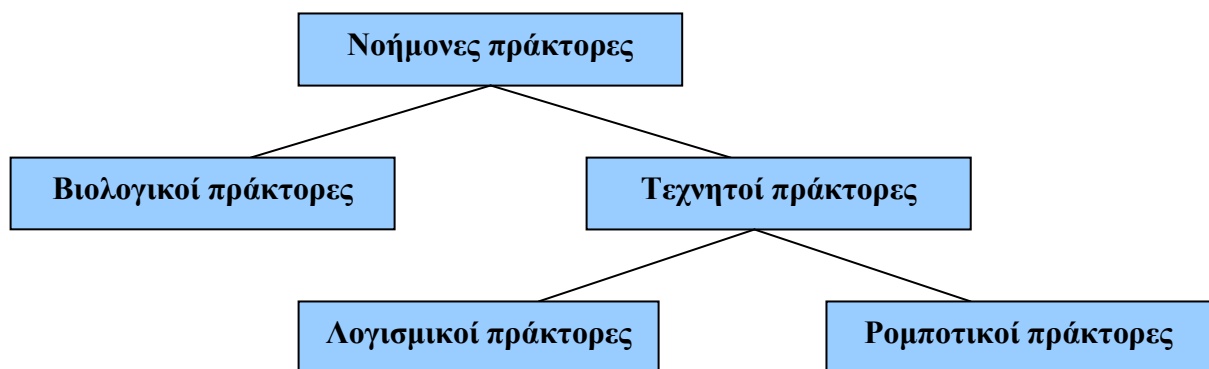 Νοήμονες πράκτορες
Βιολογικοί πράκτορες
Τεχνητοί πράκτορες
Λογισμικοί πράκτορες
Ρομποτικοί πράκτορες